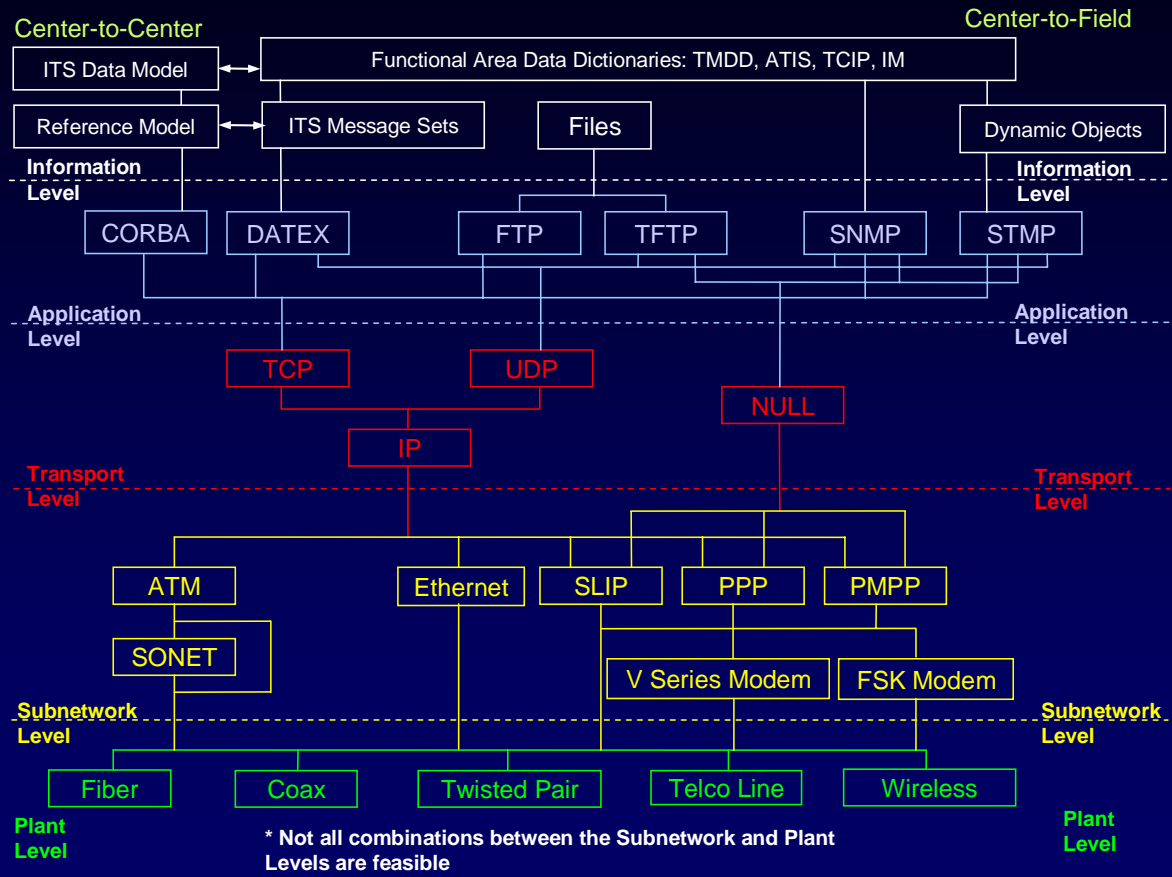 Center-to-Center
Center-to-Field
ITS Data Model
Functional Area Data Dictionaries: TMDD, ATIS, TCIP, IM
Reference Model
ITS Message Sets
Files
Dynamic Objects
Information
Level
Information
Level
CORBA
DATEX
FTP
TFTP
SNMP
STMP
Application
Level
Application
Level
TCP
UDP
NULL
IP
Transport
Level
Transport
Level
ATM
Ethernet
SLIP
PPP
PMPP
SONET
V Series Modem
FSK Modem
Subnetwork
Level
Subnetwork
Level
Fiber
Coax
Twisted Pair
Telco Line
Wireless
Plant
Level
* Not all combinations between the Subnetwork and Plant
Levels are feasible
Plant
Level